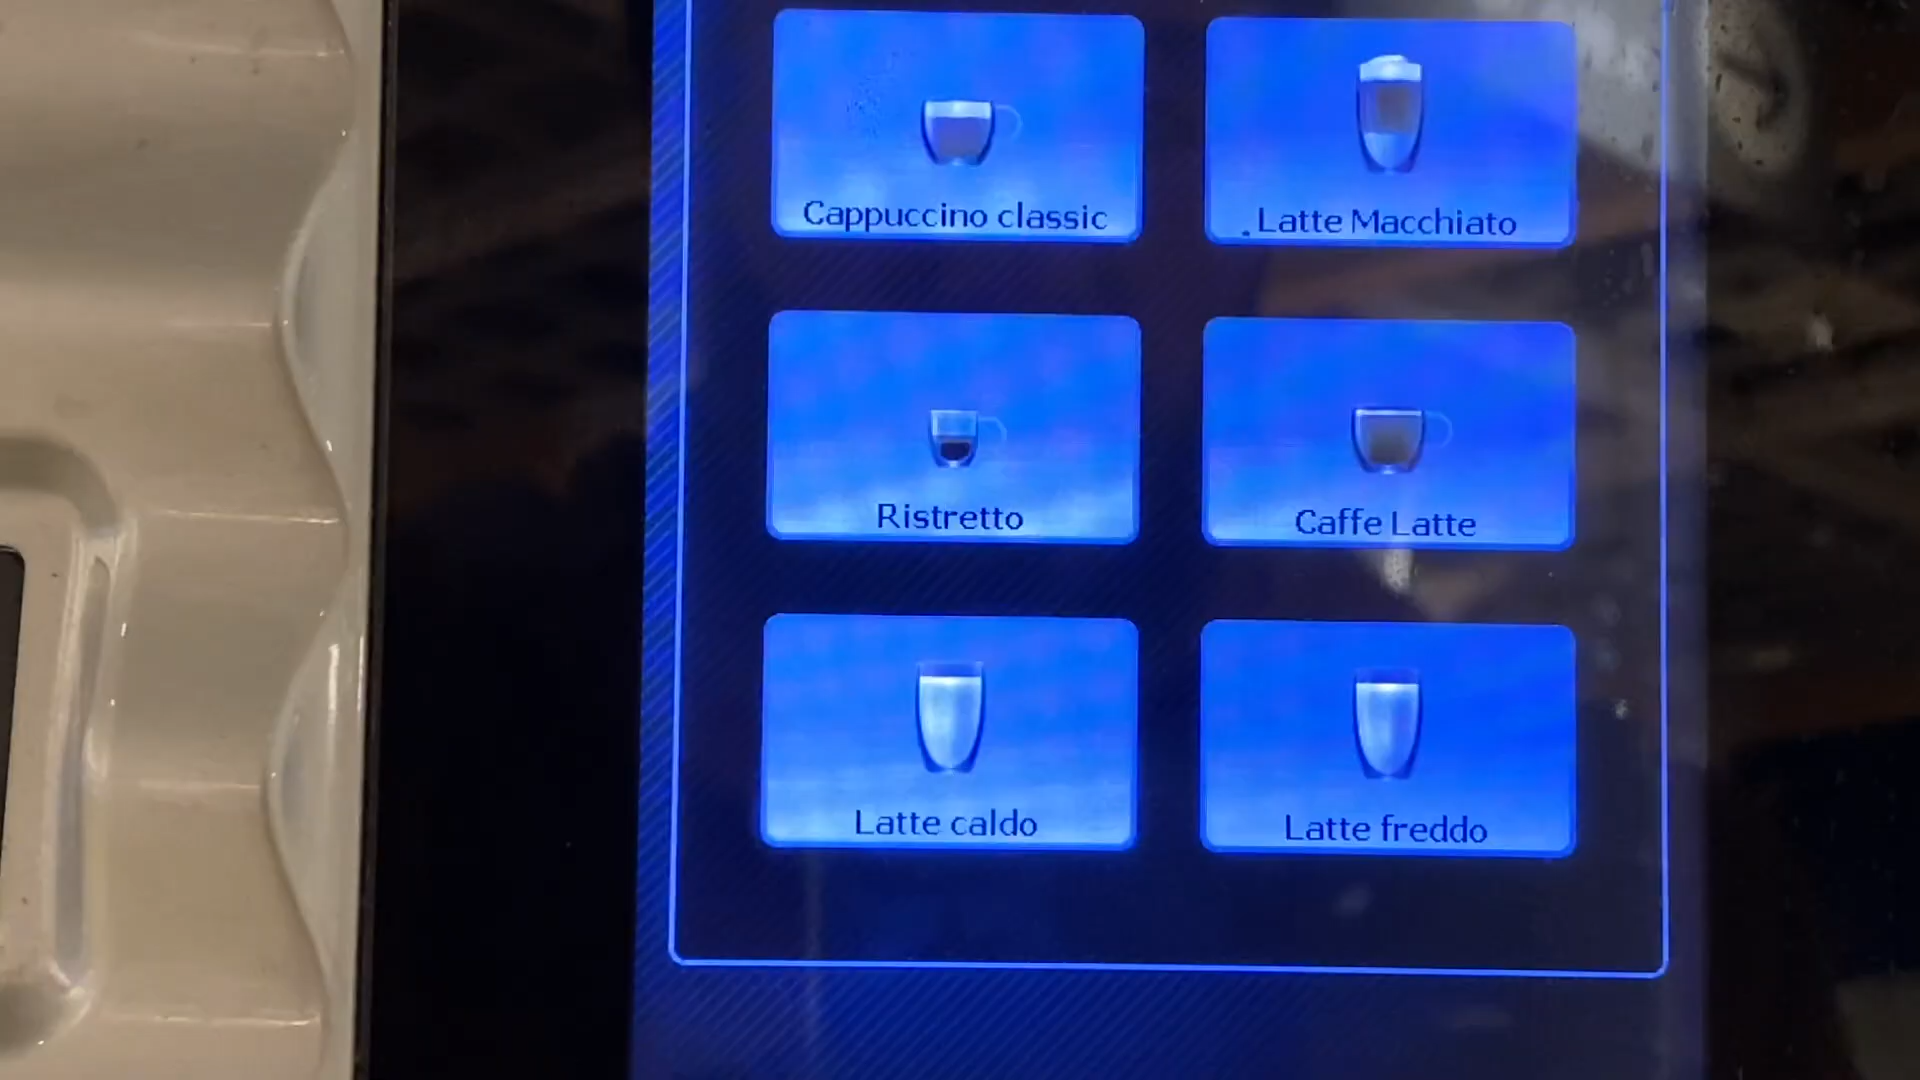 Cappuccino classic
Latte Macchiato
Ristretto
Caffe Latte
Latte caldo
Latte freddo